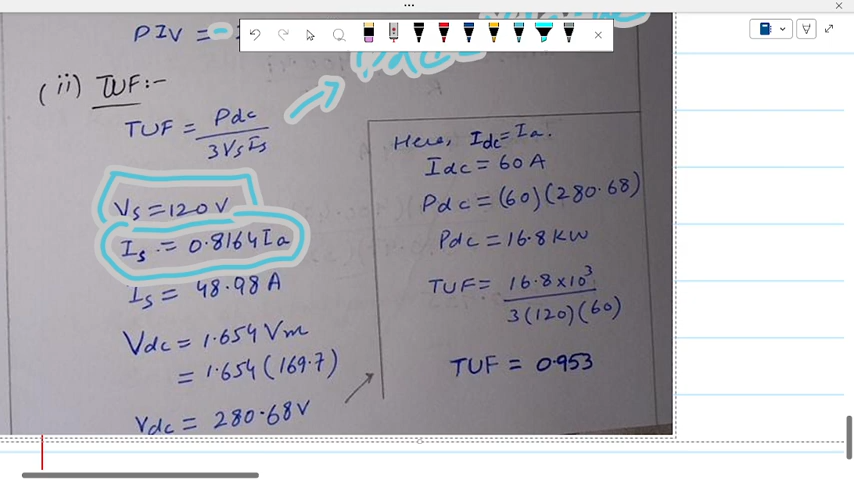 PIV =
(ii) TUF:-
Pdc =
TUF = Pdc / 3VsIs
Vs = 120 V
Is = 0.8164 Ia
Is = 48.98 A
Vdc = 1.654 Vm
= 1.654 (169.7)
Vdc = 280.68 V
Here, Idc = Ia.
Idc = 60 A
Pdc = (60)(280.68)
Pdc = 16.8 KW
TUF = 16.8 x 10³ / 3(120)(60)
TUF = 0.953